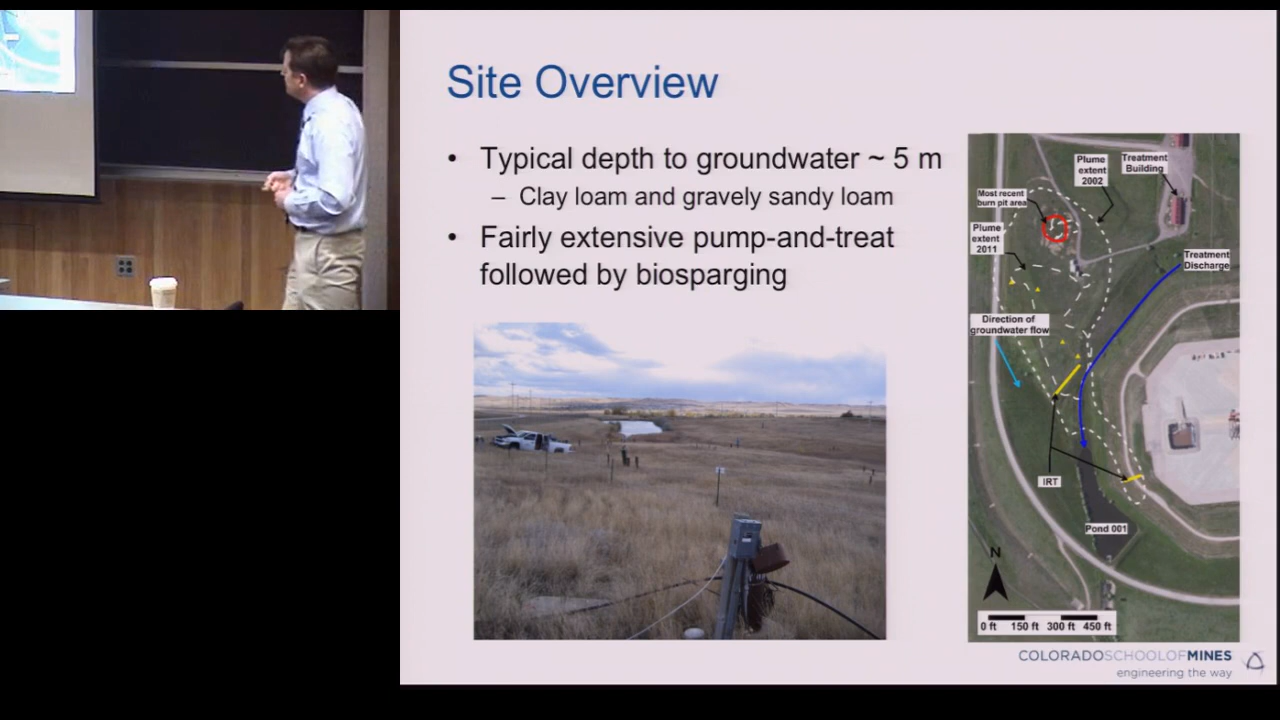 Site Overview
• Typical depth to groundwater ~ 5 m
– Clay loam and gravely sandy loam
• Fairly extensive pump-and-treat
followed by biosparging
Plume
extent
2002
Treatment
Building
Most recent
burn pit area
Plume
extent
2011
Treatment
Discharge
Direction of
groundwater flow
IRT
Pond 001
N
0 ft 150 ft 300 ft 450 ft
COLORADOSCHOOLOFMINES
engineering the way